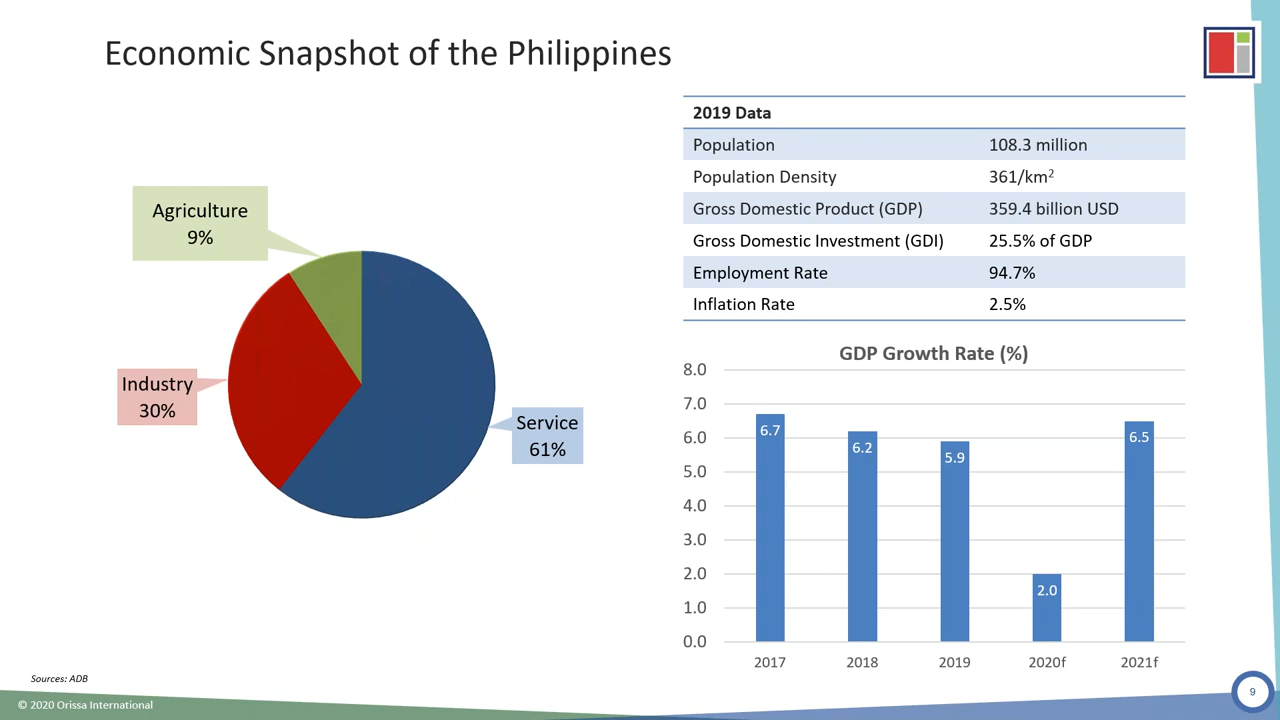 Economic Snapshot of the Philippines
Agriculture
9%
Industry
30%
Service
61%
2019 Data
Population 108.3 million
Population Density 361/km²
Gross Domestic Product (GDP) 359.4 billion USD
Gross Domestic Investment (GDI) 25.5% of GDP
Employment Rate 94.7%
Inflation Rate 2.5%
GDP Growth Rate (%)
8.0
7.0
6.0
5.0
4.0
3.0
2.0
1.0
0.0
6.7
6.2
5.9
2.0
6.5
2017 2018 2019 2020f 2021f
Sources: ADB
© 2020 Orissa International
9